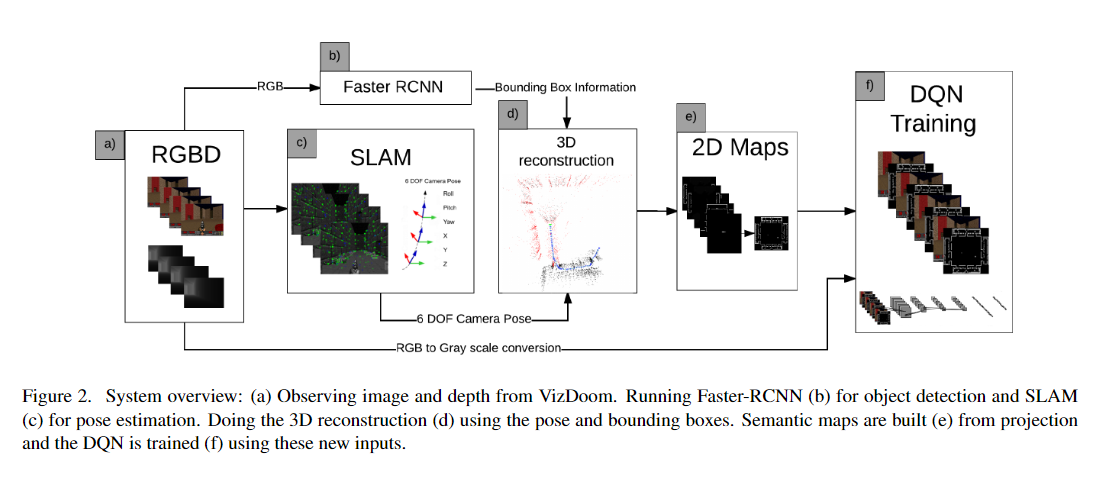 b)
RGB
Faster RCNN
Bounding Box Information
f)
DQN
Training
a)
RGBD
c)
SLAM
6 DOF Camera Pose
Roll
Pitch
Yaw
X
Y
Z
d)
3D
reconstruction
e)
2D Maps
6 DOF Camera Pose
RGB to Gray scale conversion
Figure 2. System overview: (a) Observing image and depth from VizDoom. Running Faster-RCNN (b) for object detection and SLAM
(c) for pose estimation. Doing the 3D reconstruction (d) using the pose and bounding boxes. Semantic maps are built (e) from projection
and the DQN is trained (f) using these new inputs.